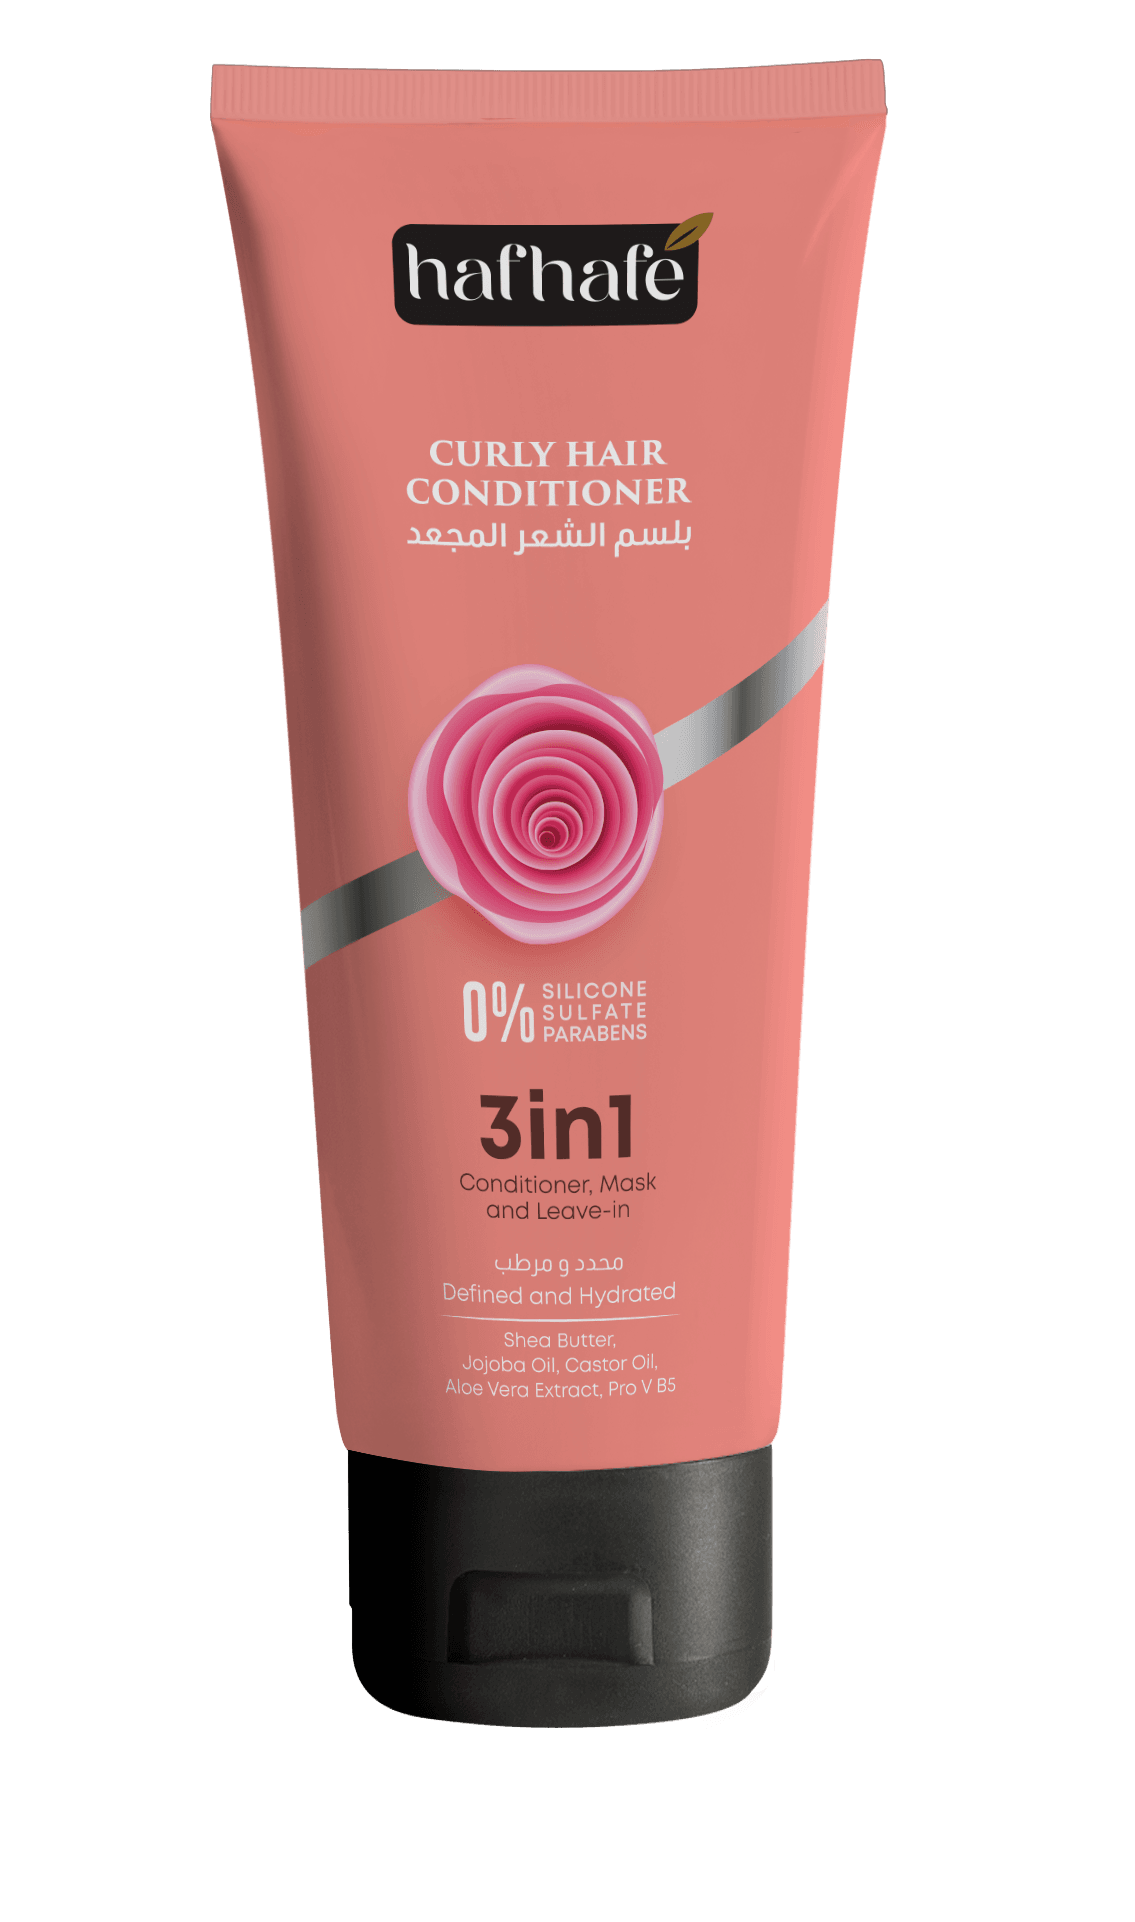 hafhafé
CURLY HAIR
CONDITIONER
بلسم الشعر المجعد
0% SILICONE
SULFATE
PARABENS
3in1
Conditioner, Mask
and Leave-in
محدد و مرطب
Defined and Hydrated
Shea Butter,
Jojoba Oil, Castor Oil,
Aloe Vera Extract, Pro V B5